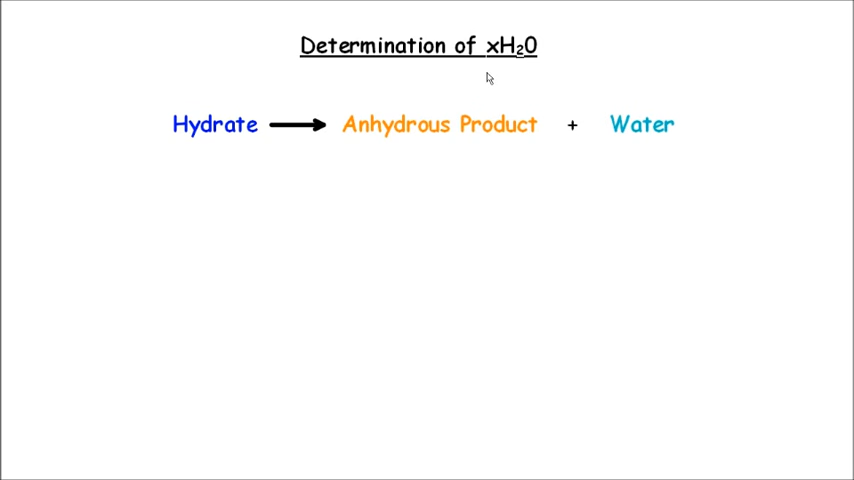 Determination of xH₂0
Hydrate → Anhydrous Product + Water